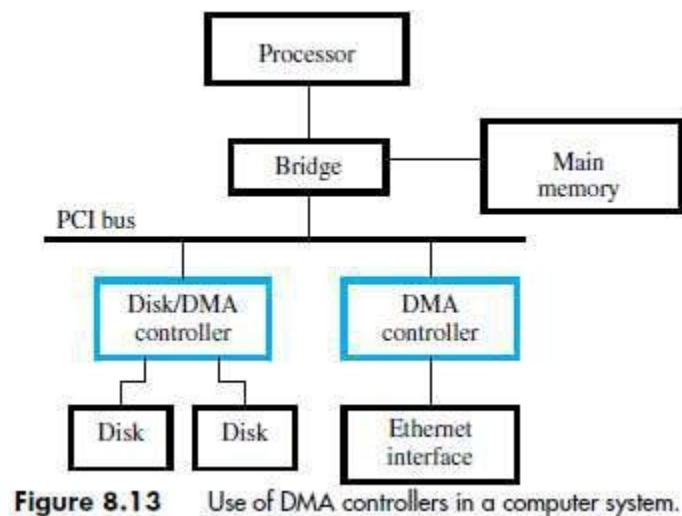 Processor
Bridge
Main
memory
PCI bus
Disk/DMA
controller
DMA
controller
Disk
Disk
Ethernet
interface
Figure 8.13 Use of DMA controllers in a computer system.